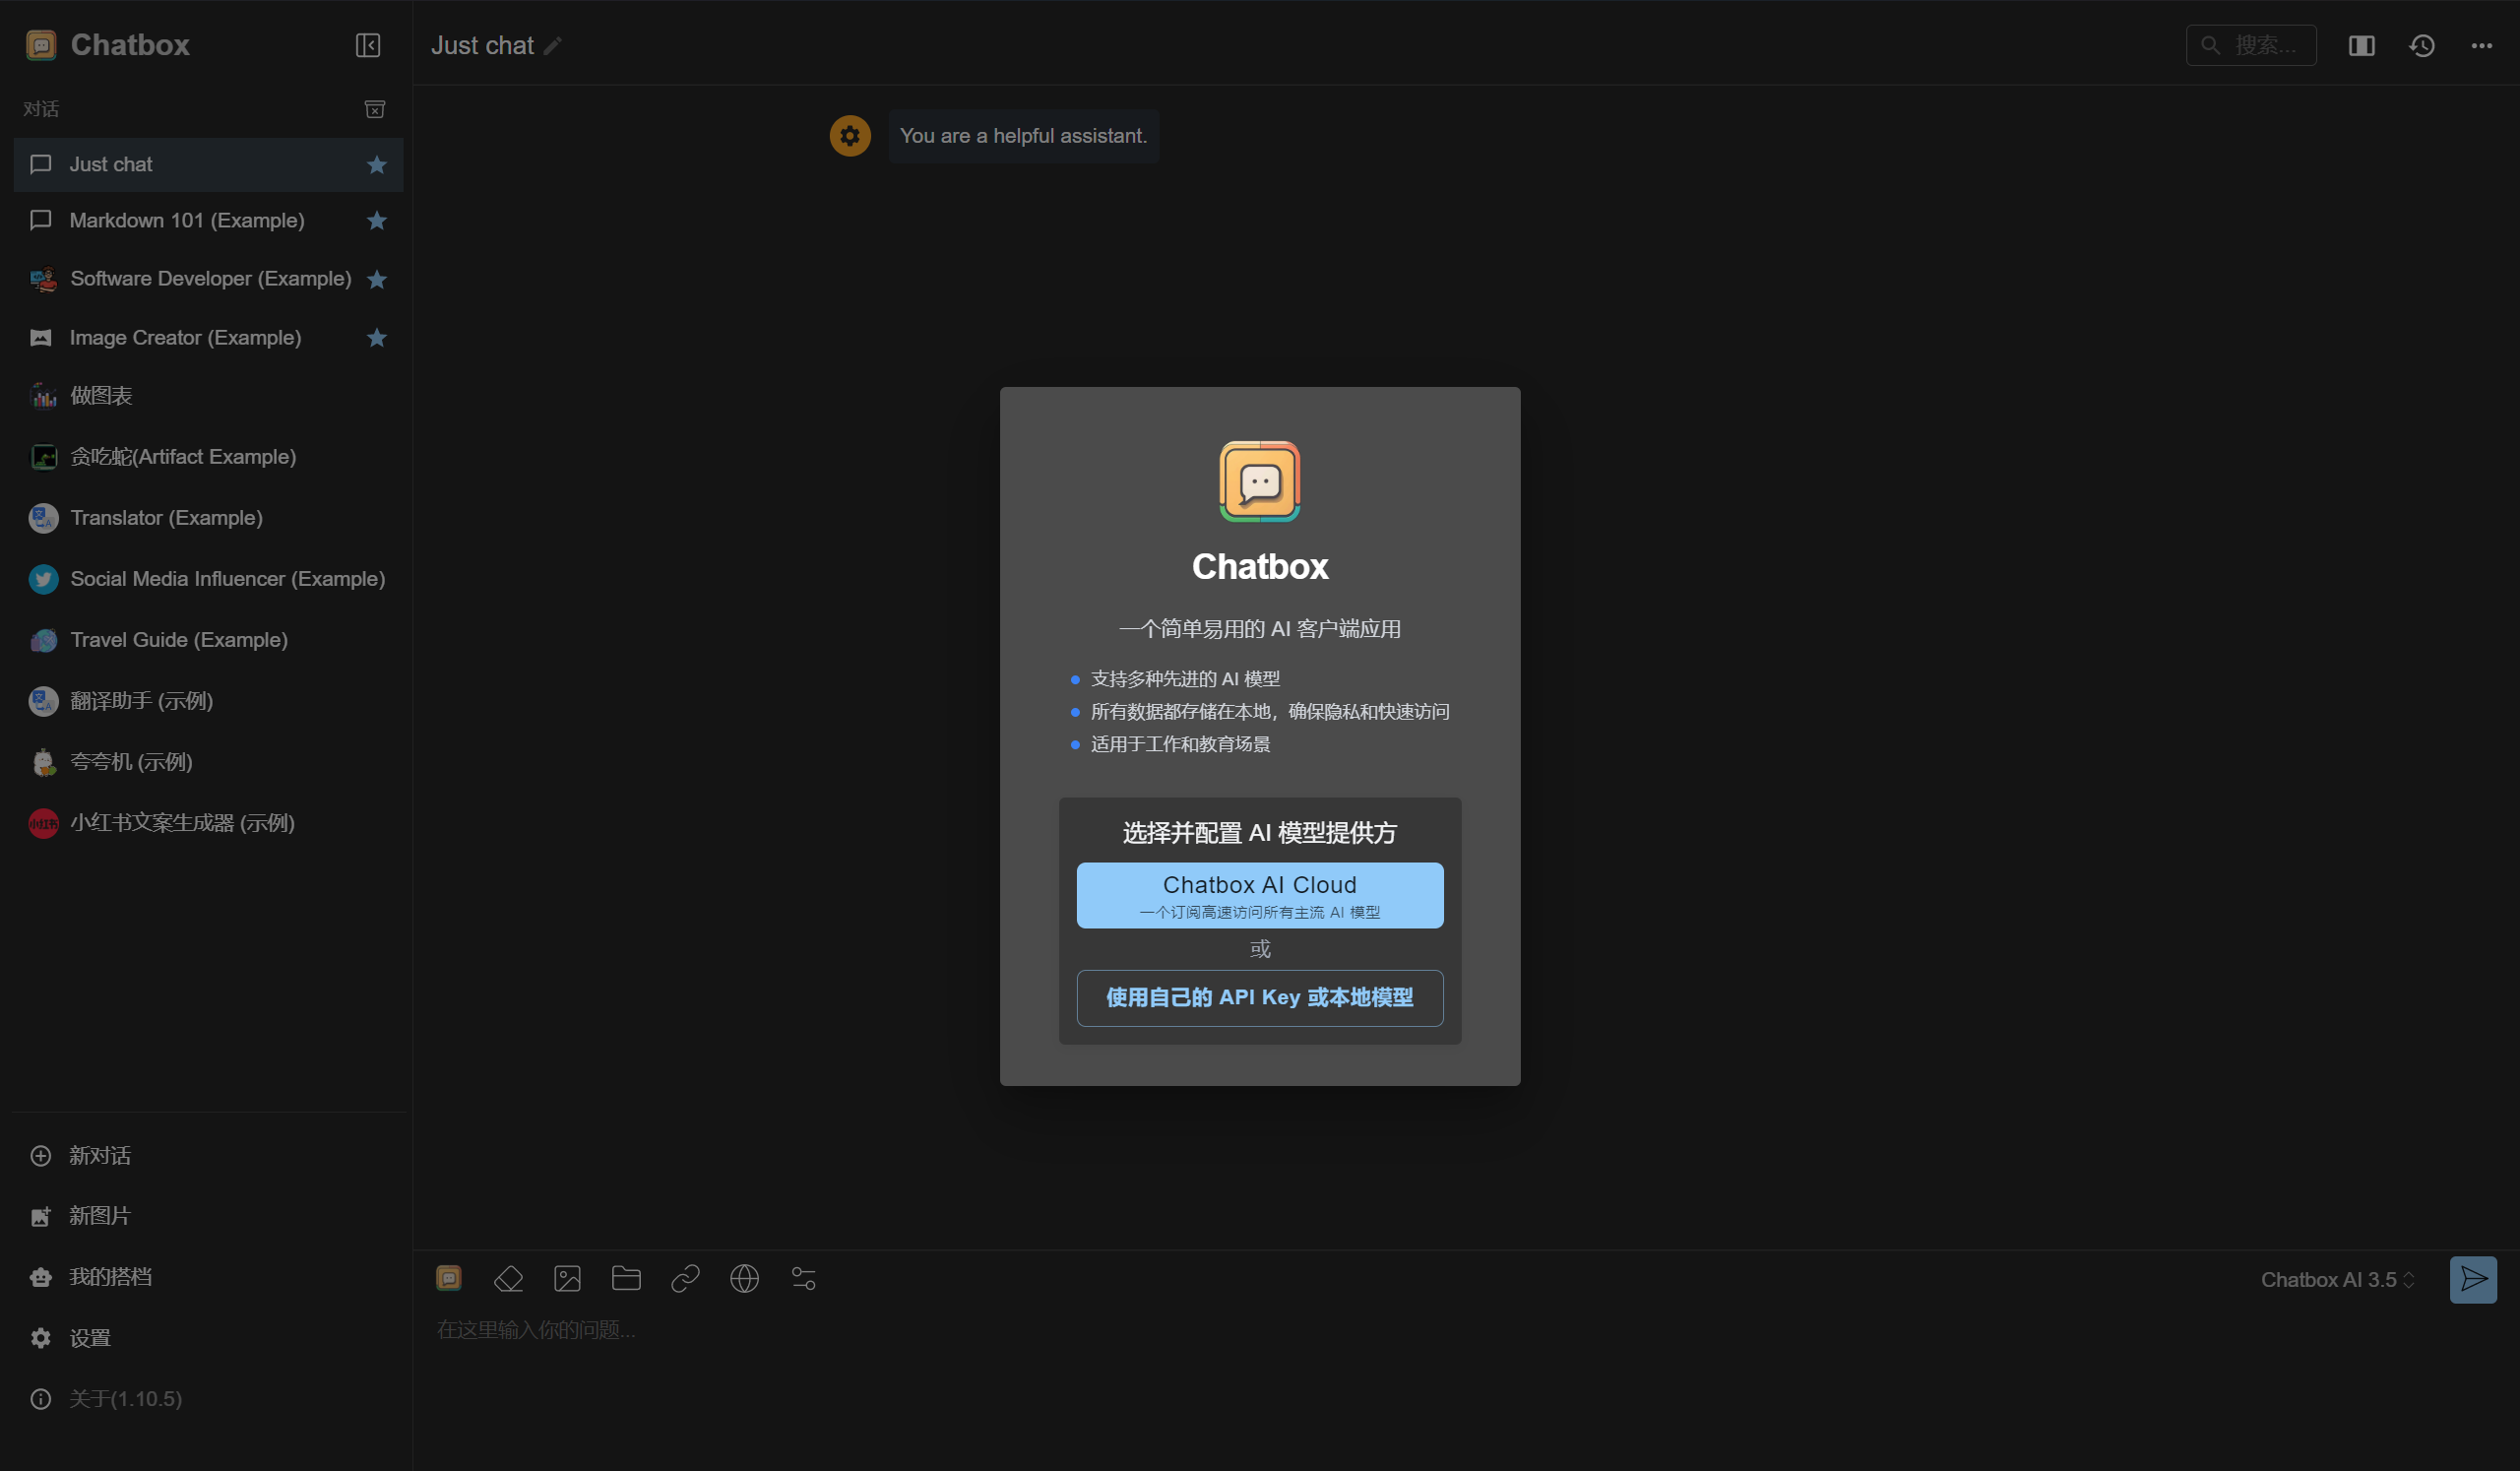 Chatbox
对话
Just chat
Markdown 101 (Example)
Software Developer (Example)
Image Creator (Example)
做图表
贪吃蛇(Artifact Example)
Translator (Example)
Social Media Influencer (Example)
Travel Guide (Example)
翻译助手 (示例)
夸夸机 (示例)
小红书
小红书文案生成器 (示例)
新对话
新图片
我的搭档
设置
关于(1.10.5)
Just chat
搜索...
You are a helpful assistant.
Chatbox
一个简单易用的 AI 客户端应用
支持多种先进的 AI 模型
所有数据都存储在本地，确保隐私和快速访问
适用于工作和教育场景
选择并配置 AI 模型提供方
Chatbox AI Cloud
一个订阅高速访问所有主流 AI 模型
或
使用自己的 API Key 或本地模型
Chatbox AI 3.5
在这里输入你的问题...